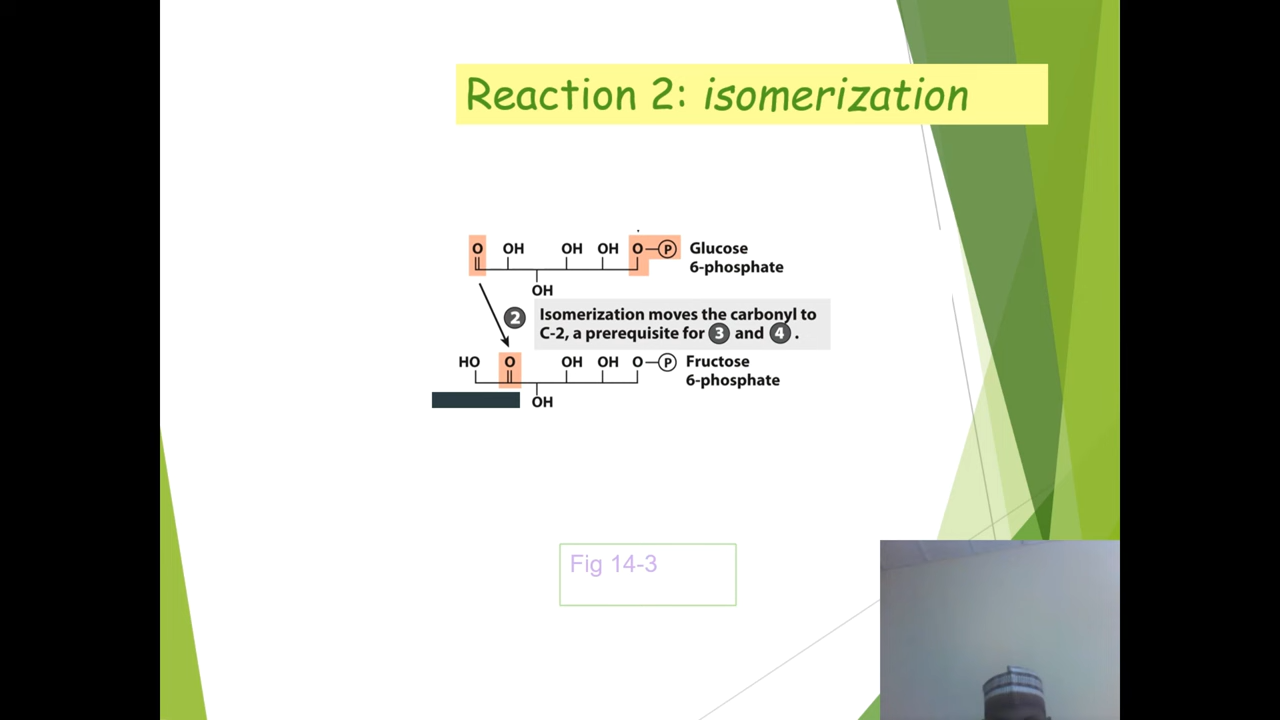 Reaction 2: isomerization
O OH OH OH O P Glucose
6-phosphate
OH
2 Isomerization moves the carbonyl to
C-2, a prerequisite for 3 and 4.
HO O OH OH O P Fructose
6-phosphate
OH
Fig 14-3